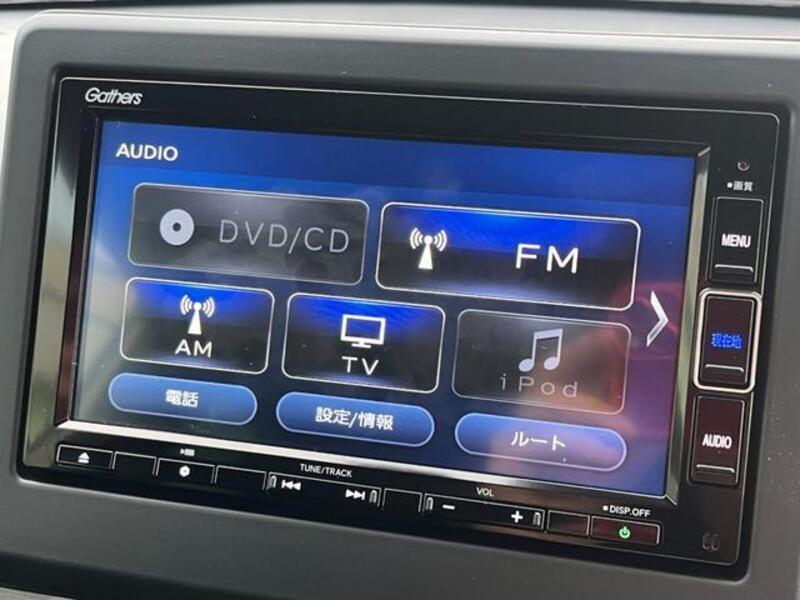 Gathers
AUDIO
画質
DVD/CD
FM
MENU
AM
TV
iPod
現在地
電話
設定/情報
ルート
AUDIO
TUNE/TRACK
VOL
DISP.OFF